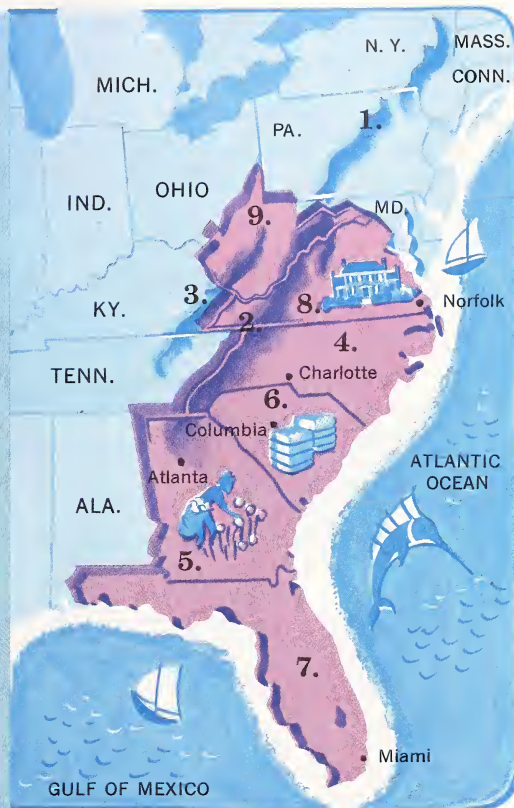 N. Y.
MASS.
MICH.
CONN.
PA.
1.
OHIO
IND.
9.
MD.
3.
KY.
8.
Norfolk
2.
4.
TENN.
Charlotte
6.
Columbia
Atlanta
ATLANTIC
OCEAN
ALA.
5.
7.
Miami
GULF OF MEXICO